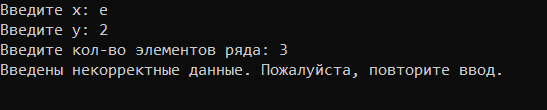 Введите x: e
Введите y: 2
Введите кол-во элементов ряда: 3
Введены некорректные данные. Пожалуйста, повторите ввод.